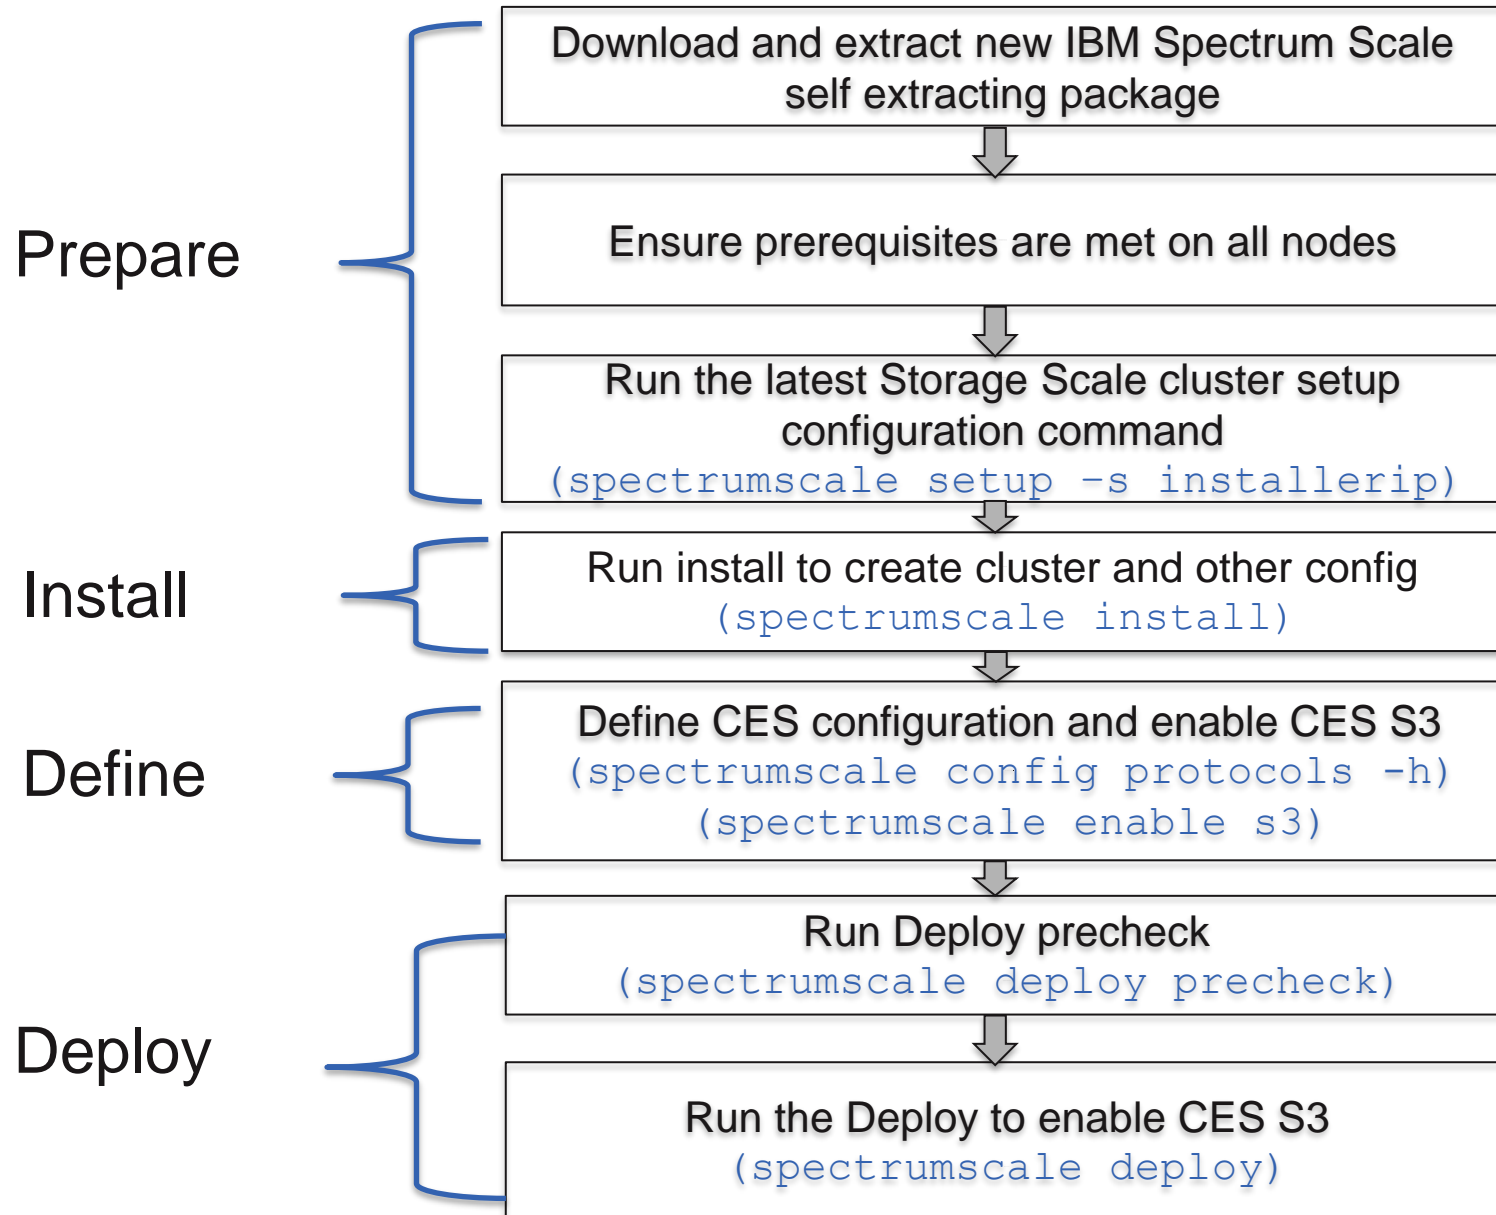 Download and extract new IBM Spectrum Scale
self extracting package
Prepare
Ensure prerequisites are met on all nodes
Run the latest Storage Scale cluster setup
configuration command
(spectrumscale setup –s installerip)
Install
Run install to create cluster and other config
(spectrumscale install)
Define
Define CES configuration and enable CES S3
(spectrumscale config protocols -h)
(spectrumscale enable s3)
Deploy
Run Deploy precheck
(spectrumscale deploy precheck)
Run the Deploy to enable CES S3
(spectrumscale deploy)